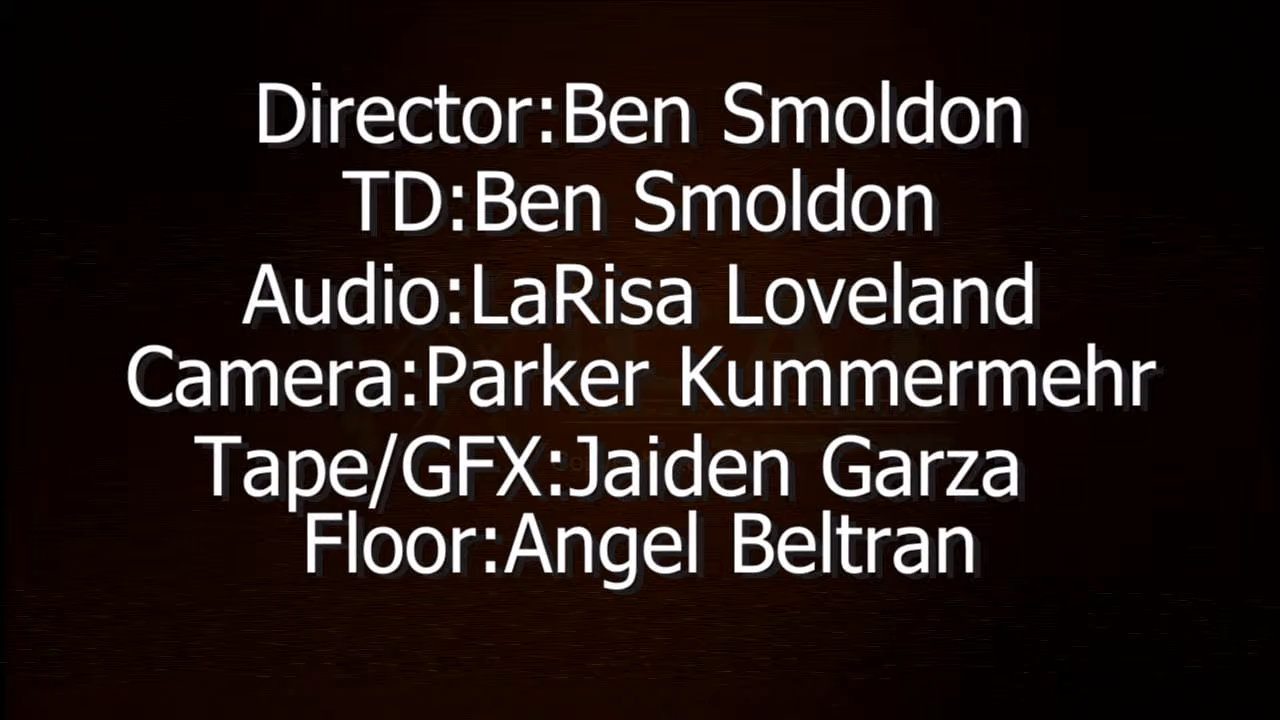 Director:Ben Smoldon
TD:Ben Smoldon
Audio:LaRisa Loveland
Camera:Parker Kummermehr
Tape/GFX:Jaiden Garza
Floor:Angel Beltran